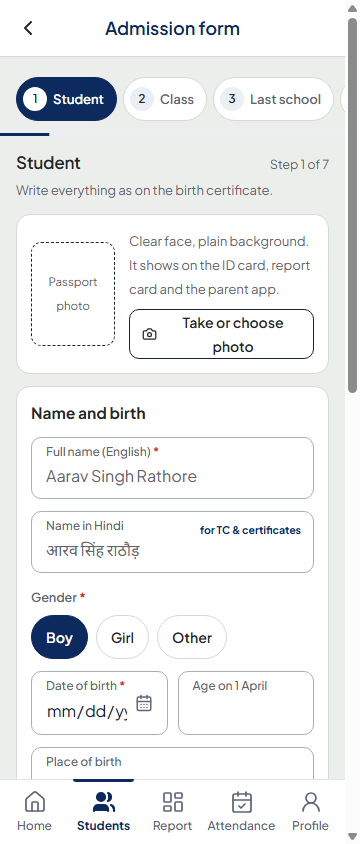 Admission form
1 Student
2 Class
3 Last school
Student
Step 1 of 7
Write everything as on the birth certificate.
Passport
photo
Clear face, plain background.
It shows on the ID card, report
card and the parent app.
Take or choose
photo
Name and birth
Full name (English) *
Aarav Singh Rathore
Name in Hindi
for TC & certificates
आरव सिंह राठौड़
Gender *
Boy
Girl
Other
Date of birth *
mm/dd/yy
Age on 1 April
Place of birth
Home
Students
Report
Attendance
Profile